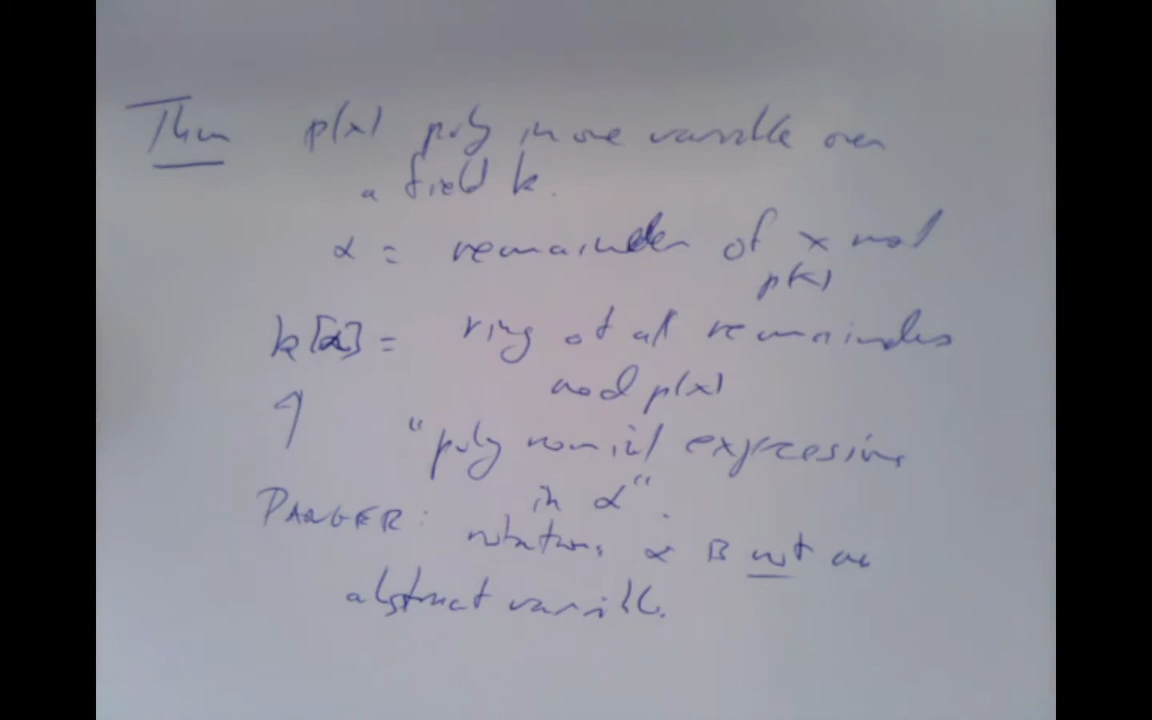 Thm p(x) poly in one variable over
a field k.
α = remainder of x mod
p(x)
k[α] = ring of all remainders
mod p(x)
"polynomial expressions
in α".
DANGER:
notation: α is not an
abstract variable.